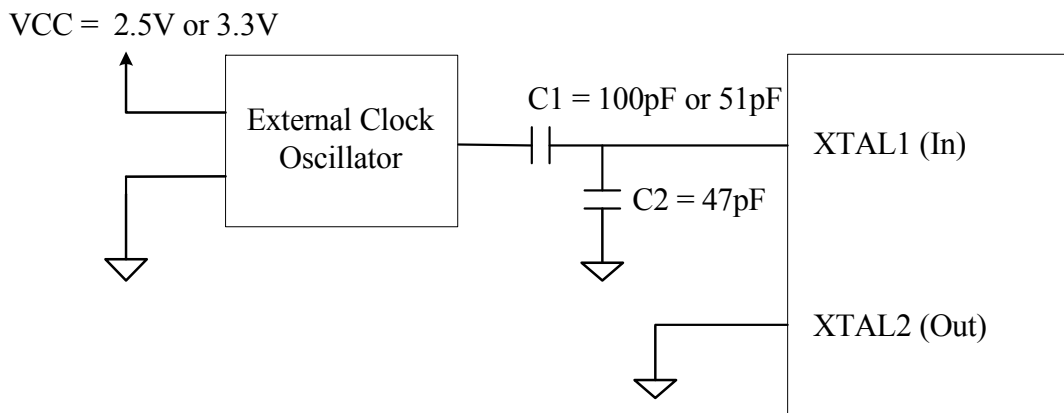 VCC = 2.5V or 3.3V
External Clock
Oscillator
C1 = 100pF or 51pF
C2 = 47pF
XTAL1 (In)
XTAL2 (Out)